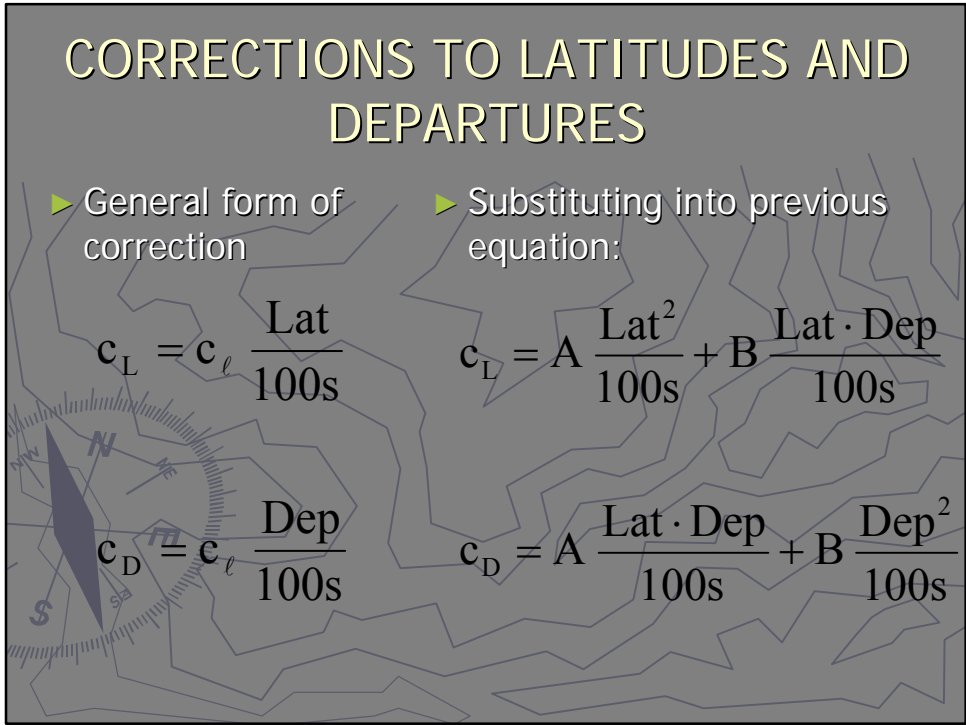 CORRECTIONS TO LATITUDES AND
DEPARTURES
► General form of
correction
c_L = c_ℓ Lat / 100s
c_D = c_ℓ Dep / 100s
► Substituting into previous
equation:
c_L = A Lat² / 100s + B Lat · Dep / 100s
c_D = A Lat · Dep / 100s + B Dep² / 100s
N
NW
NE
E
S